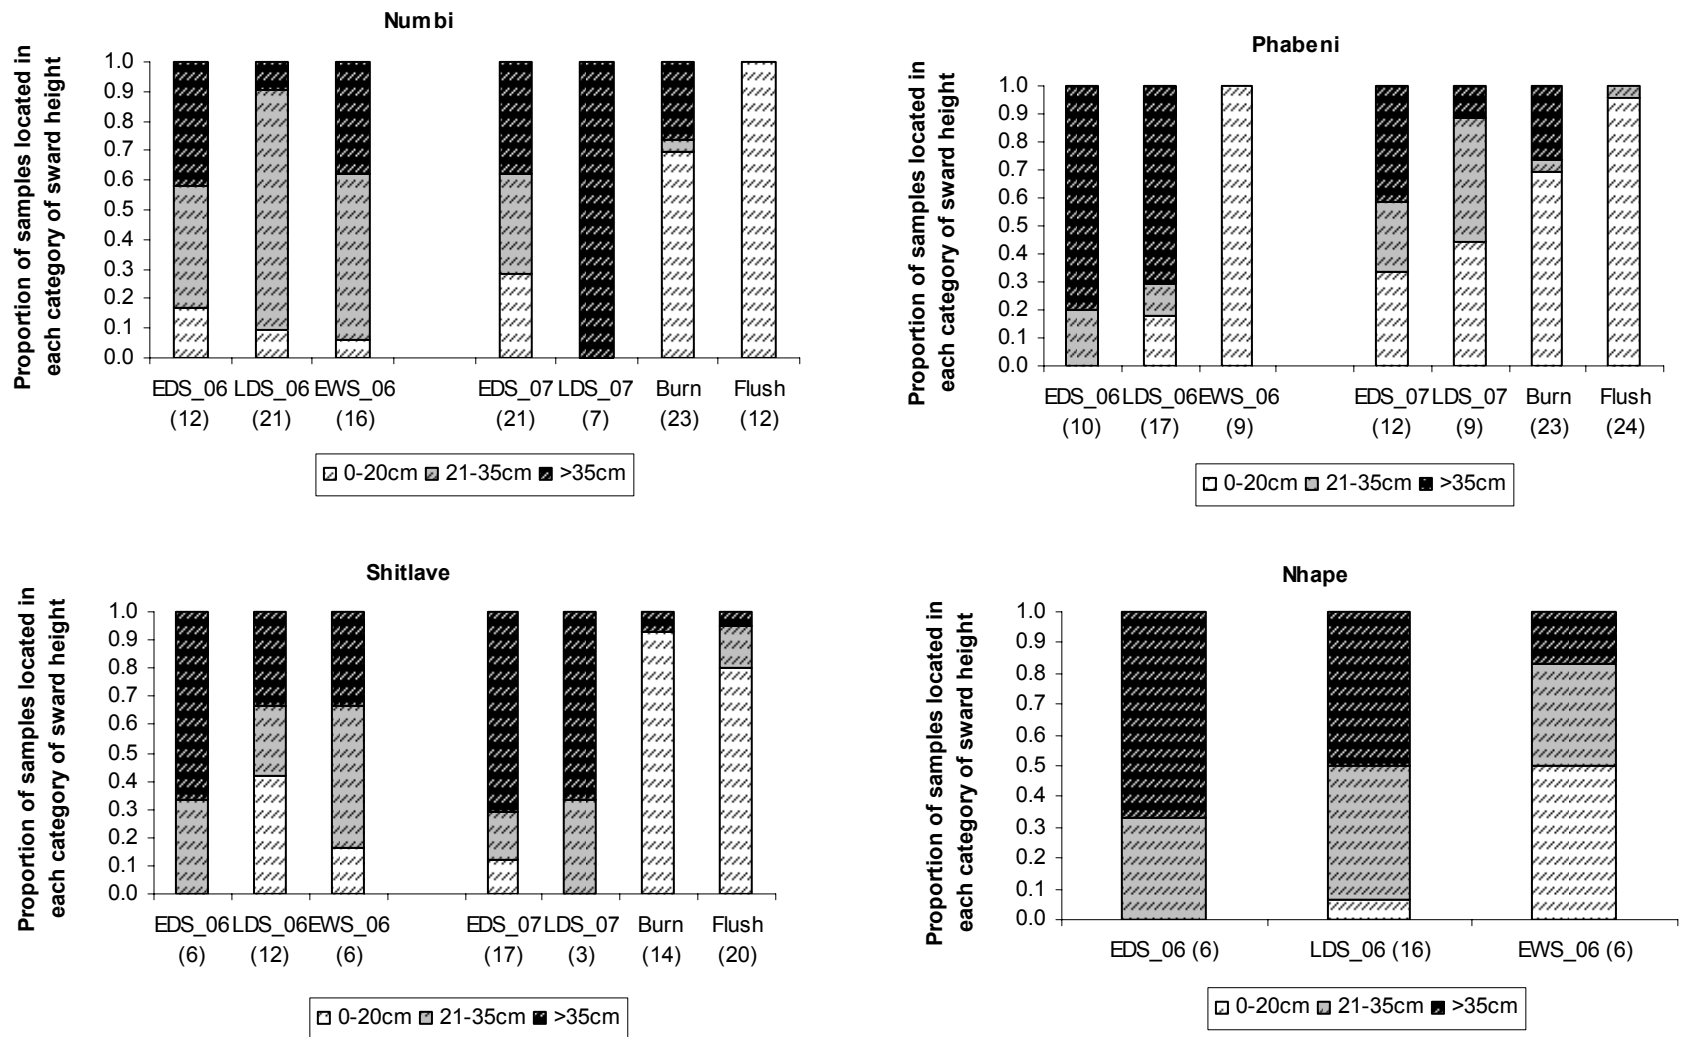 Numbi
Proportion of samples located in
each category of sward height
1.0
0.9
0.8
0.7
0.6
0.5
0.4
0.3
0.2
0.1
0.0
EDS_06 LDS_06 EWS_06 EDS_07 LDS_07 Burn Flush
(12) (21) (16) (21) (7) (23) (12)
0-20cm 21-35cm >35cm
Phabeni
Proportion of samples located in
each category of sward height
1.0
0.9
0.8
0.7
0.6
0.5
0.4
0.3
0.2
0.1
0.0
EDS_06 LDS_06 EWS_06 EDS_07 LDS_07 Burn Flush
(10) (17) (9) (12) (9) (23) (24)
0-20cm 21-35cm >35cm
Shitlave
Proportion of samples located in
each category of sward height
1.0
0.9
0.8
0.7
0.6
0.5
0.4
0.3
0.2
0.1
0.0
EDS_06 LDS_06 EWS_06 EDS_07 LDS_07 Burn Flush
(6) (12) (6) (17) (3) (14) (20)
0-20cm 21-35cm >35cm
Nhape
Proportion of samples located in
each category of sward height
1.0
0.9
0.8
0.7
0.6
0.5
0.4
0.3
0.2
0.1
0.0
EDS_06 (6) LDS_06 (16) EWS_06 (6)
0-20cm 21-35cm >35cm